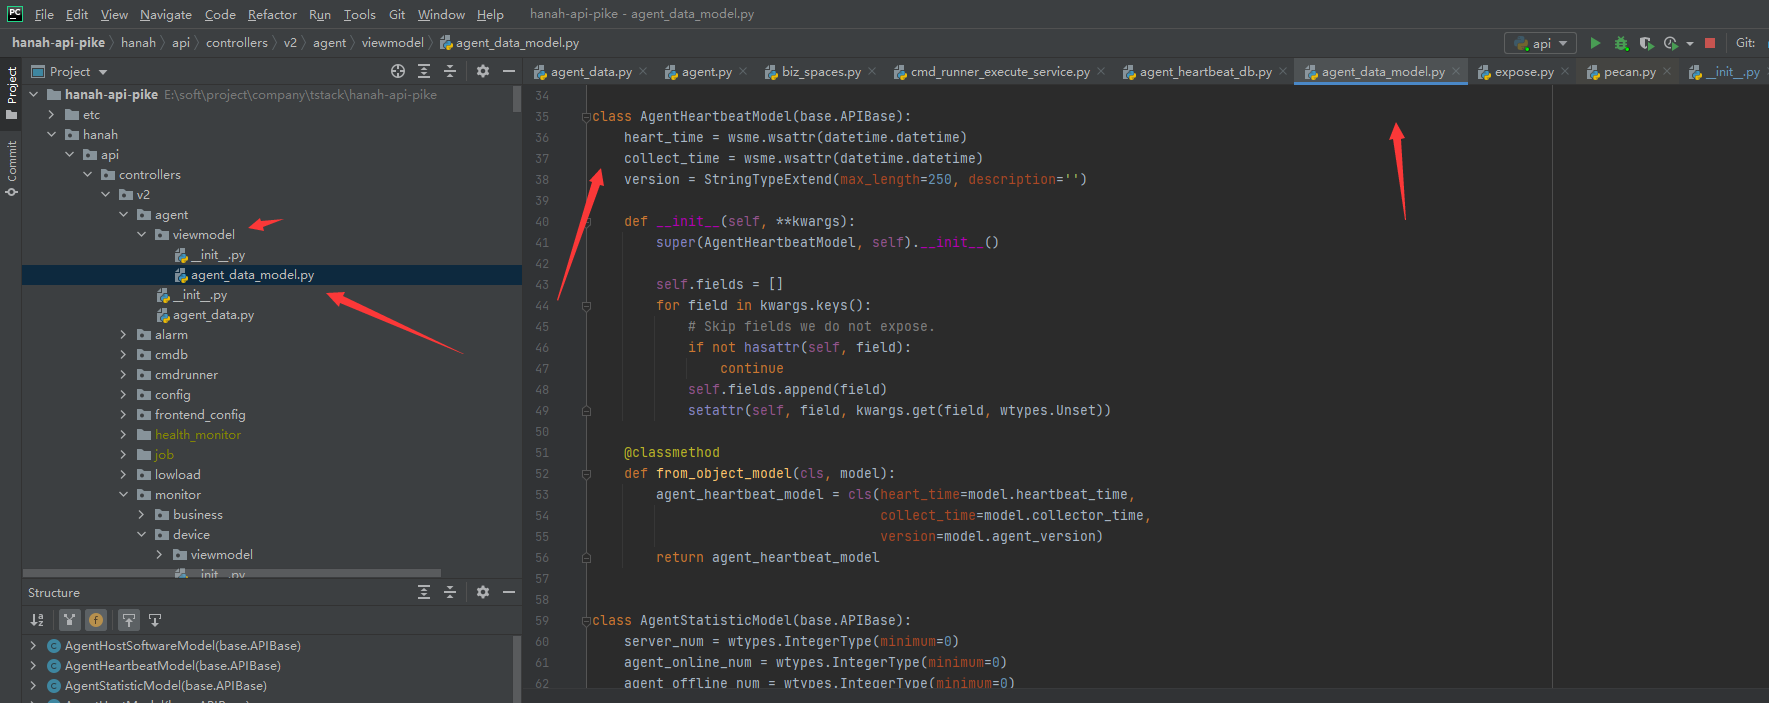 File Edit View Navigate Code Refactor Run Tools Git Window Help hanah-api-pike - agent_data_model.py
hanah-api-pike hanah api controllers v2 agent viewmodel agent_data_model.py api Git:
Project
Commit
Project
hanah-api-pike E:\soft\project\company\tstack\hanah-api-pike
etc
hanah
api
controllers
v2
agent
viewmodel
__init__.py
agent_data_model.py
__init__.py
agent_data.py
alarm
cmdb
cmdrunner
config
frontend_config
health_monitor
job
lowload
monitor
business
device
viewmodel
__init__.py
Structure
AgentHostSoftwareModel(base.APIBase)
AgentHeartbeatModel(base.APIBase)
AgentStatisticModel(base.APIBase)
agent_data.py agent.py biz_spaces.py cmd_runner_execute_service.py agent_heartbeat_db.py agent_data_model.py expose.py pecan.py __init__.py
34
35 class AgentHeartbeatModel(base.APIBase):
36 heart_time = wsme.wsattr(datetime.datetime)
37 collect_time = wsme.wsattr(datetime.datetime)
38 version = StringTypeExtend(max_length=250, description='')
39
40 def __init__(self, **kwargs):
41 super(AgentHeartbeatModel, self).__init__()
42
43 self.fields = []
44 for field in kwargs.keys():
45 # Skip fields we do not expose.
46 if not hasattr(self, field):
47 continue
48 self.fields.append(field)
49 setattr(self, field, kwargs.get(field, wtypes.Unset))
50
51 @classmethod
52 def from_object_model(cls, model):
53 agent_heartbeat_model = cls(heart_time=model.heartbeat_time,
54 collect_time=model.collector_time,
55 version=model.agent_version)
56 return agent_heartbeat_model
57
58
59 class AgentStatisticModel(base.APIBase):
60 server_num = wtypes.IntegerType(minimum=0)
61 agent_online_num = wtypes.IntegerType(minimum=0)
62 agent_offline_num = wtypes.IntegerType(minimum=0)